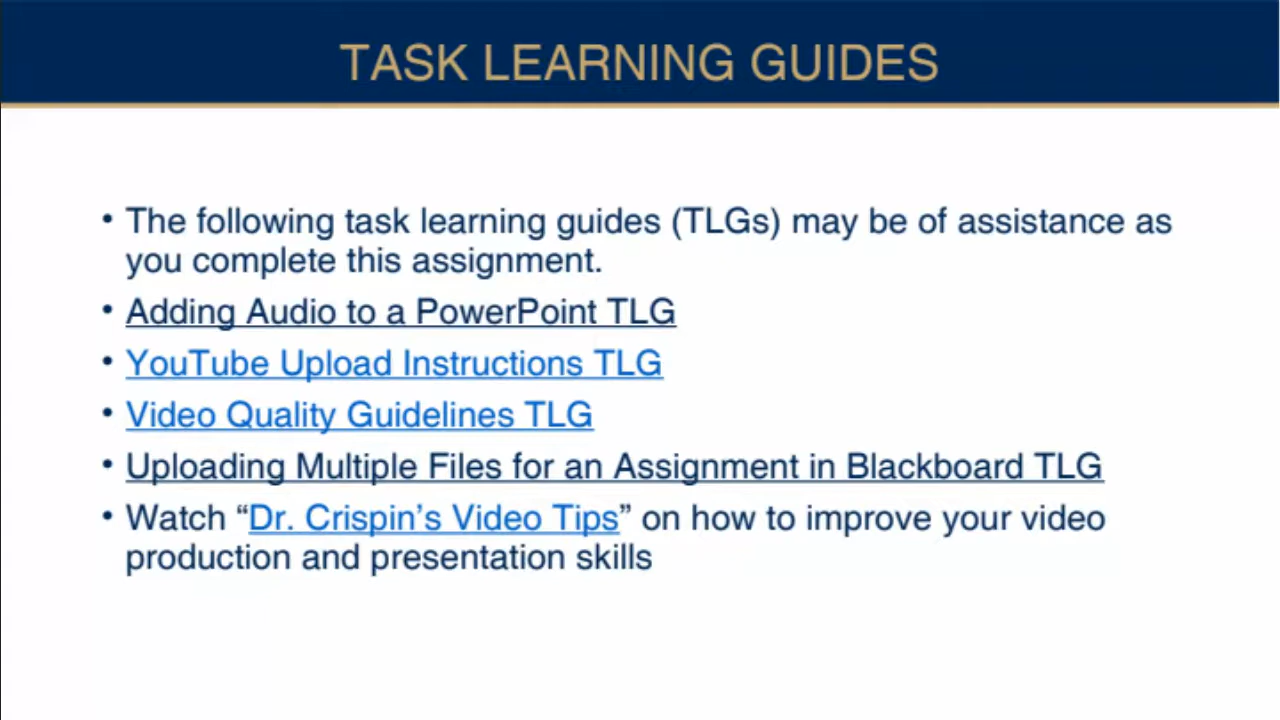 TASK LEARNING GUIDES
• The following task learning guides (TLGs) may be of assistance as
you complete this assignment.
• Adding Audio to a PowerPoint TLG
• YouTube Upload Instructions TLG
• Video Quality Guidelines TLG
• Uploading Multiple Files for an Assignment in Blackboard TLG
• Watch “Dr. Crispin’s Video Tips” on how to improve your video
production and presentation skills